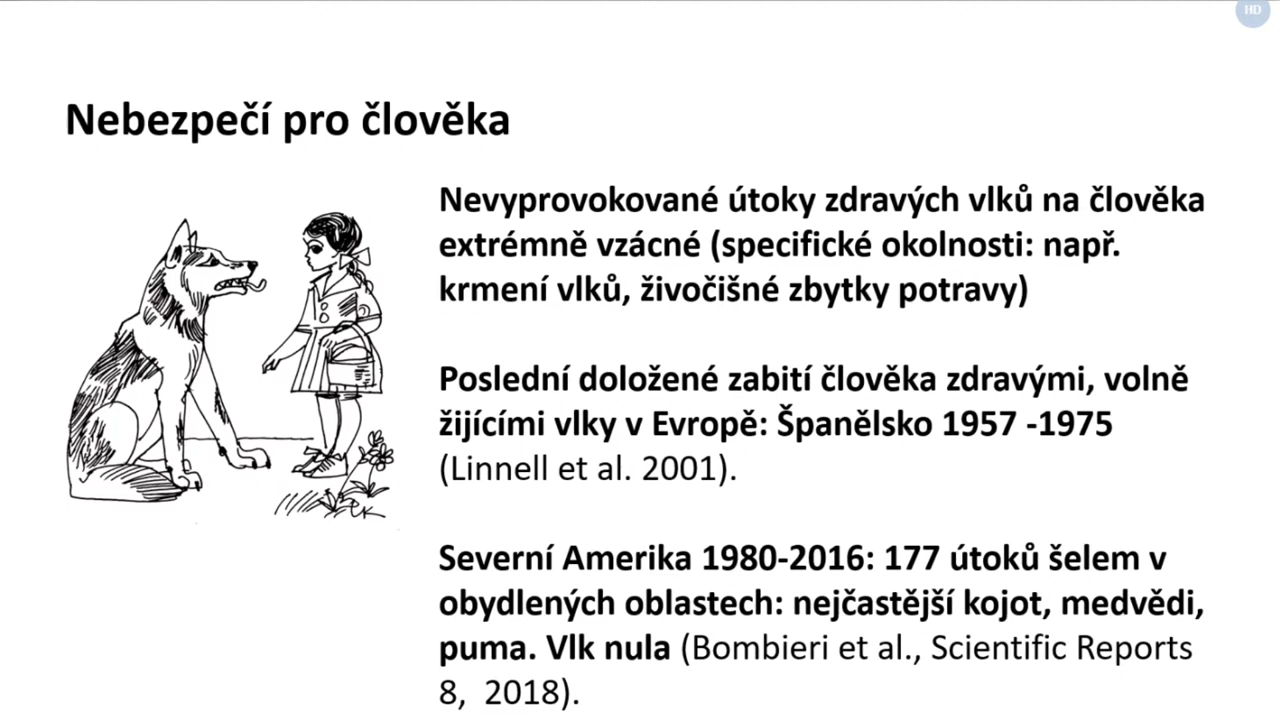 HD
Nebezpečí pro člověka
Nevyprovokované útoky zdravých vlků na člověka
extrémně vzácné (specifické okolnosti: např.
krmení vlků, živočišné zbytky potravy)
Poslední doložené zabití člověka zdravými, volně
žijícími vlky v Evropě: Španělsko 1957 -1975
(Linnell et al. 2001).
Severní Amerika 1980-2016: 177 útoků šelem v
obydlených oblastech: nejčastější kojot, medvědi,
puma. Vlk nula (Bombieri et al., Scientific Reports
8, 2018).